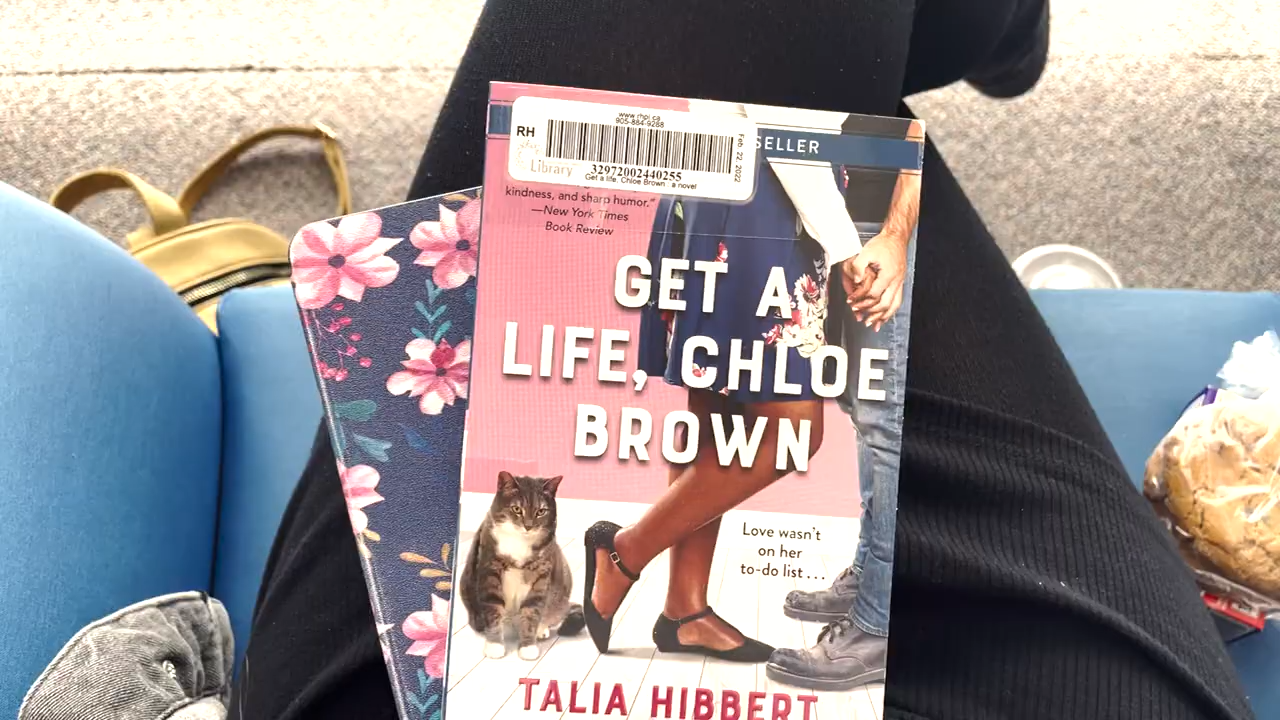 www.rhpl.ca
905-884-9288
RH
Library
32972002440255
Get a life, Chloe Brown : a novel
Feb. 22, 2022
SELLER
kindness, and sharp humor."
—New York Times
Book Review
GET A
LIFE, CHLOE
BROWN
Love wasn't
on her
to-do list . . .
TALIA HIBBERT